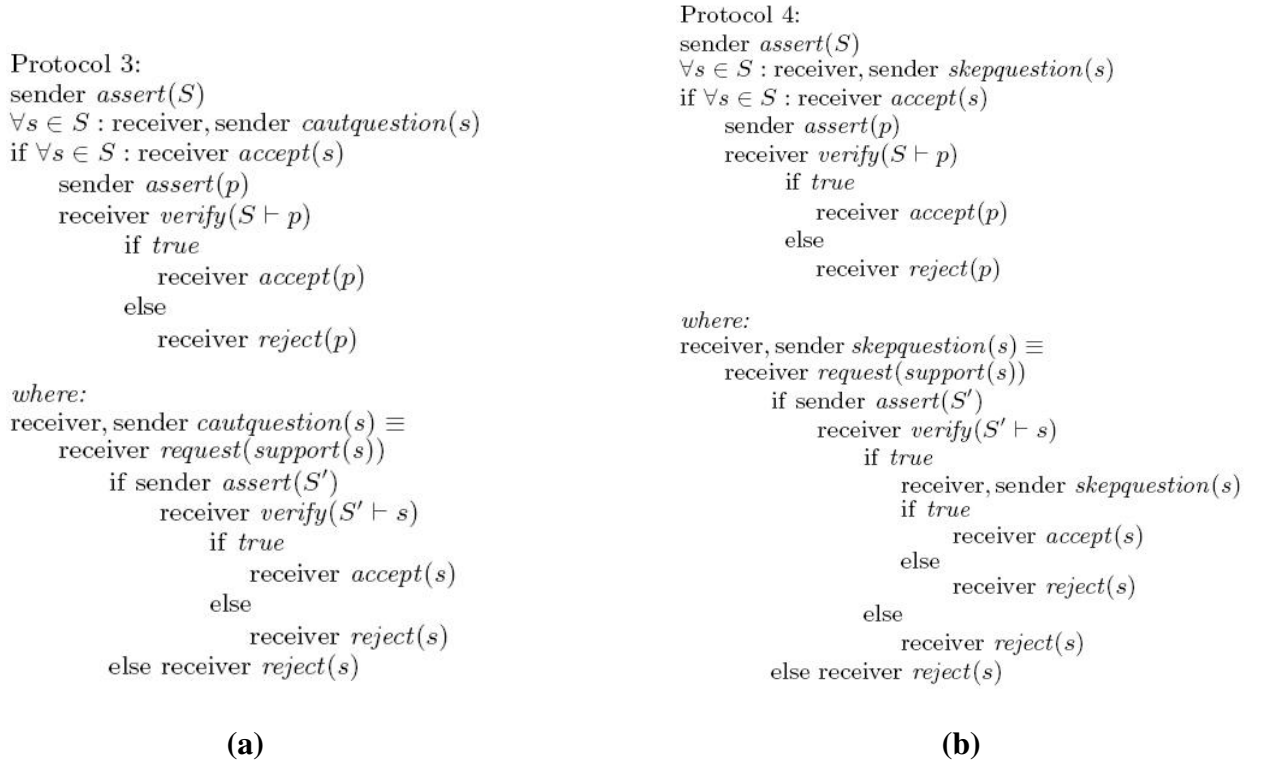 Protocol 3:
sender assert(S)
∀s ∈ S : receiver, sender cautquestion(s)
if ∀s ∈ S : receiver accept(s)
sender assert(p)
receiver verify(S ⊢ p)
if true
receiver accept(p)
else
receiver reject(p)
where:
receiver, sender cautquestion(s) ≡
receiver request(support(s))
if sender assert(S′)
receiver verify(S′ ⊢ s)
if true
receiver accept(s)
else
receiver reject(s)
else receiver reject(s)
(a)
Protocol 4:
sender assert(S)
∀s ∈ S : receiver, sender skepquestion(s)
if ∀s ∈ S : receiver accept(s)
sender assert(p)
receiver verify(S ⊢ p)
if true
receiver accept(p)
else
receiver reject(p)
where:
receiver, sender skepquestion(s) ≡
receiver request(support(s))
if sender assert(S′)
receiver verify(S′ ⊢ s)
if true
receiver, sender skepquestion(s)
if true
receiver accept(s)
else
receiver reject(s)
else
receiver reject(s)
else receiver reject(s)
(b)